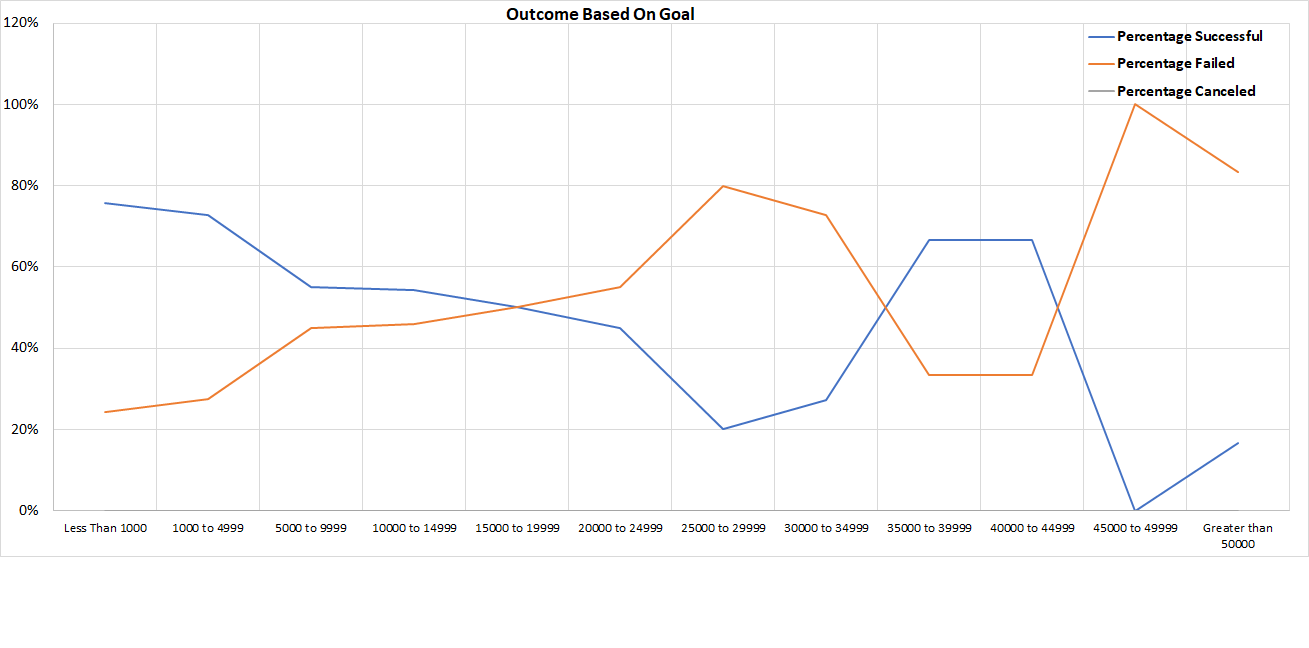 Outcome Based On Goal
120%
100%
80%
60%
40%
20%
0%
Percentage Successful
Percentage Failed
Percentage Canceled
Less Than 1000
1000 to 4999
5000 to 9999
10000 to 14999
15000 to 19999
20000 to 24999
25000 to 29999
30000 to 34999
35000 to 39999
40000 to 44999
45000 to 49999
Greater than
50000